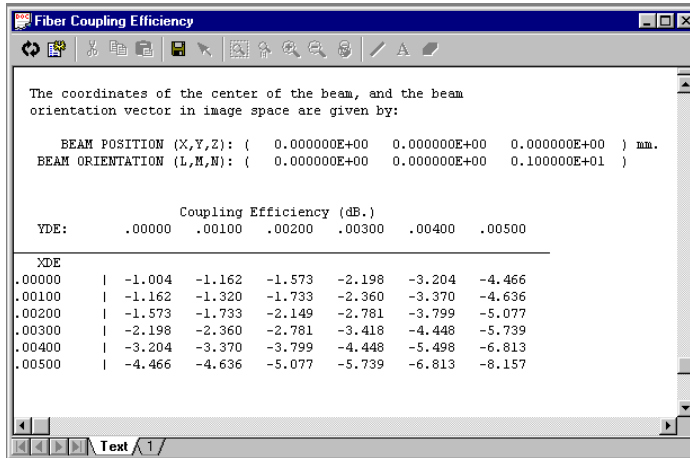 Fiber Coupling Efficiency
The coordinates of the center of the beam, and the beam
orientation vector in image space are given by:
BEAM POSITION (X,Y,Z): ( 0.000000E+00 0.000000E+00 0.000000E+00 ) mm.
BEAM ORIENTATION (L,M,N): ( 0.000000E+00 0.000000E+00 0.100000E+01 )
Coupling Efficiency (dB.)
YDE: .00000 .00100 .00200 .00300 .00400 .00500
XDE
.00000 | -1.004 -1.162 -1.573 -2.198 -3.204 -4.466
.00100 | -1.162 -1.320 -1.733 -2.360 -3.370 -4.636
.00200 | -1.573 -1.733 -2.149 -2.781 -3.799 -5.077
.00300 | -2.198 -2.360 -2.781 -3.418 -4.448 -5.739
.00400 | -3.204 -3.370 -3.799 -4.448 -5.498 -6.813
.00500 | -4.466 -4.636 -5.077 -5.739 -6.813 -8.157
Text 1